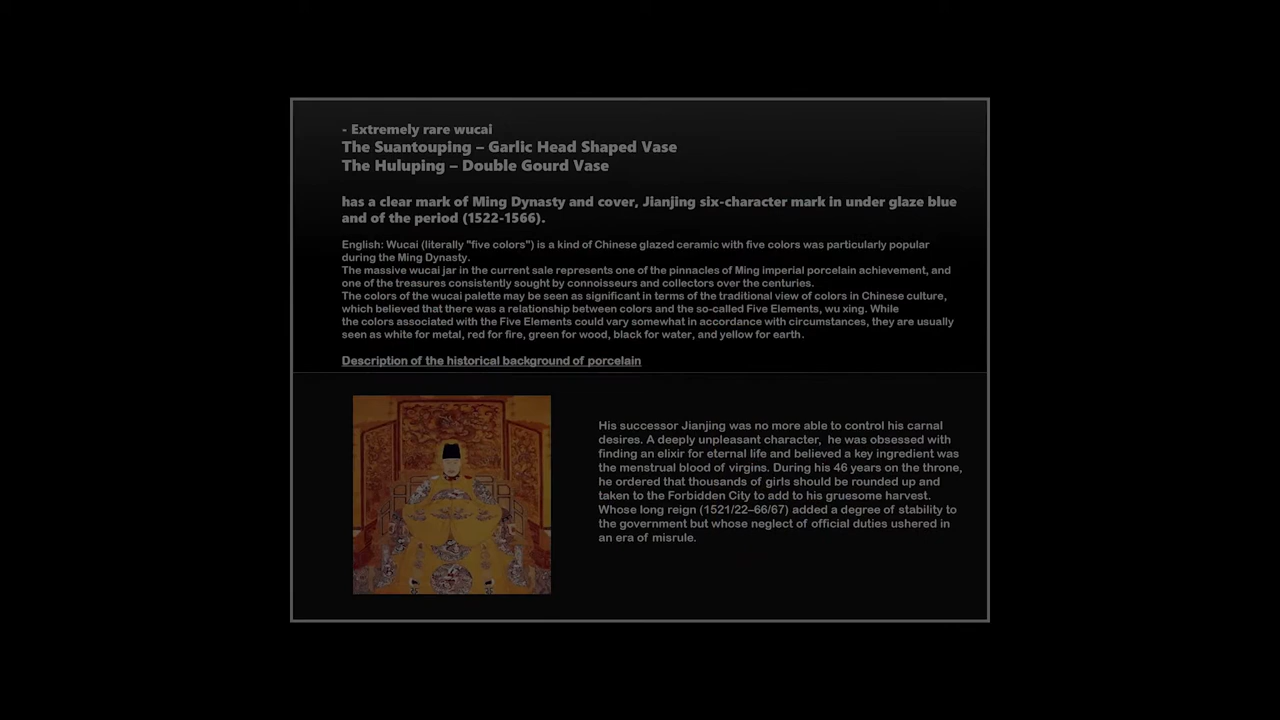 - Extremely rare wucai
The Suantouping – Garlic Head Shaped Vase
The Huluping – Double Gourd Vase
has a clear mark of Ming Dynasty and cover, Jianjing six-character mark in under glaze blue
and of the period (1522-1566).
English: Wucai (literally "five colors") is a kind of Chinese glazed ceramic with five colors was particularly popular
during the Ming Dynasty.
The massive wucai jar in the current sale represents one of the pinnacles of Ming imperial porcelain achievement, and
one of the treasures consistently sought by connoisseurs and collectors over the centuries.
The colors of the wucai palette may be seen as significant in terms of the traditional view of colors in Chinese culture,
which believed that there was a relationship between colors and the so-called Five Elements, wu xing. While
the colors associated with the Five Elements could vary somewhat in accordance with circumstances, they are usually
seen as white for metal, red for fire, green for wood, black for water, and yellow for earth.
Description of the historical background of porcelain
His successor Jianjing was no more able to control his carnal
desires. A deeply unpleasant character, he was obsessed with
finding an elixir for eternal life and believed a key ingredient was
the menstrual blood of virgins. During his 46 years on the throne,
he ordered that thousands of girls should be rounded up and
taken to the Forbidden City to add to his gruesome harvest.
Whose long reign (1521/22–66/67) added a degree of stability to
the government but whose neglect of official duties ushered in
an era of misrule.